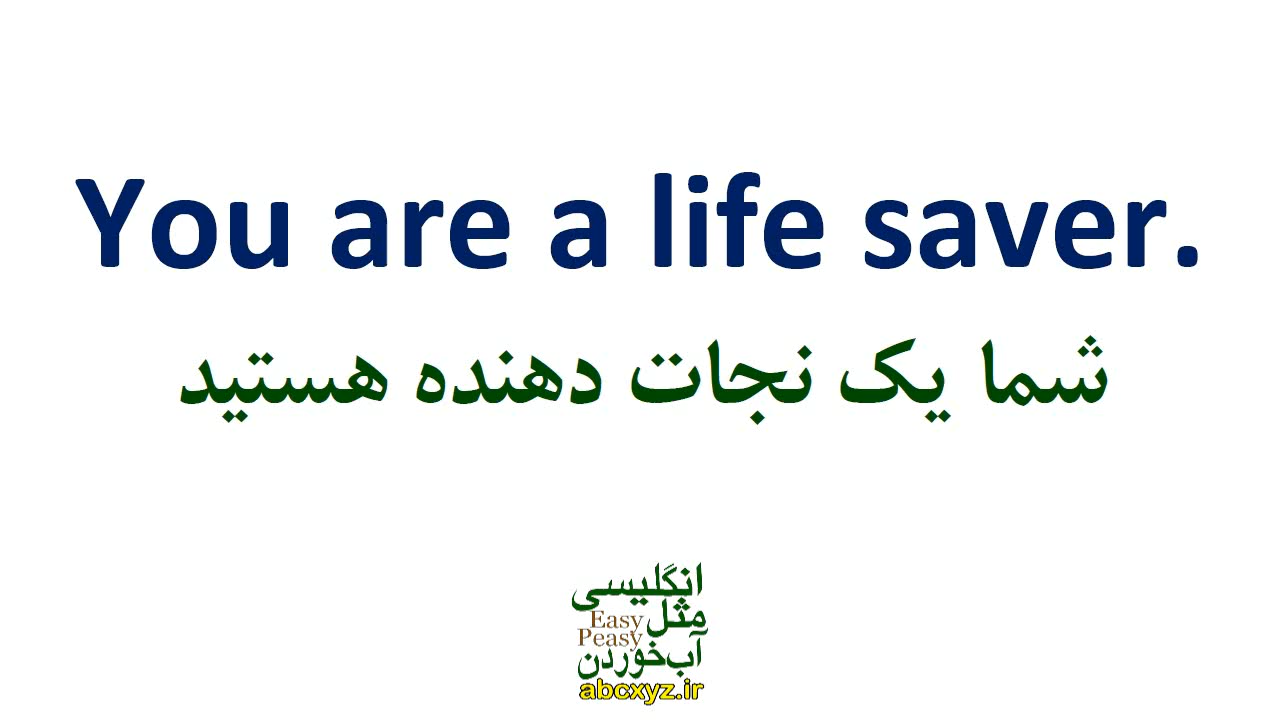 You are a life saver.
شما یک نجات دهنده هستید
انگلیسی
مثل Easy
Peasy
آب‌خوردن
abcxyz.ir